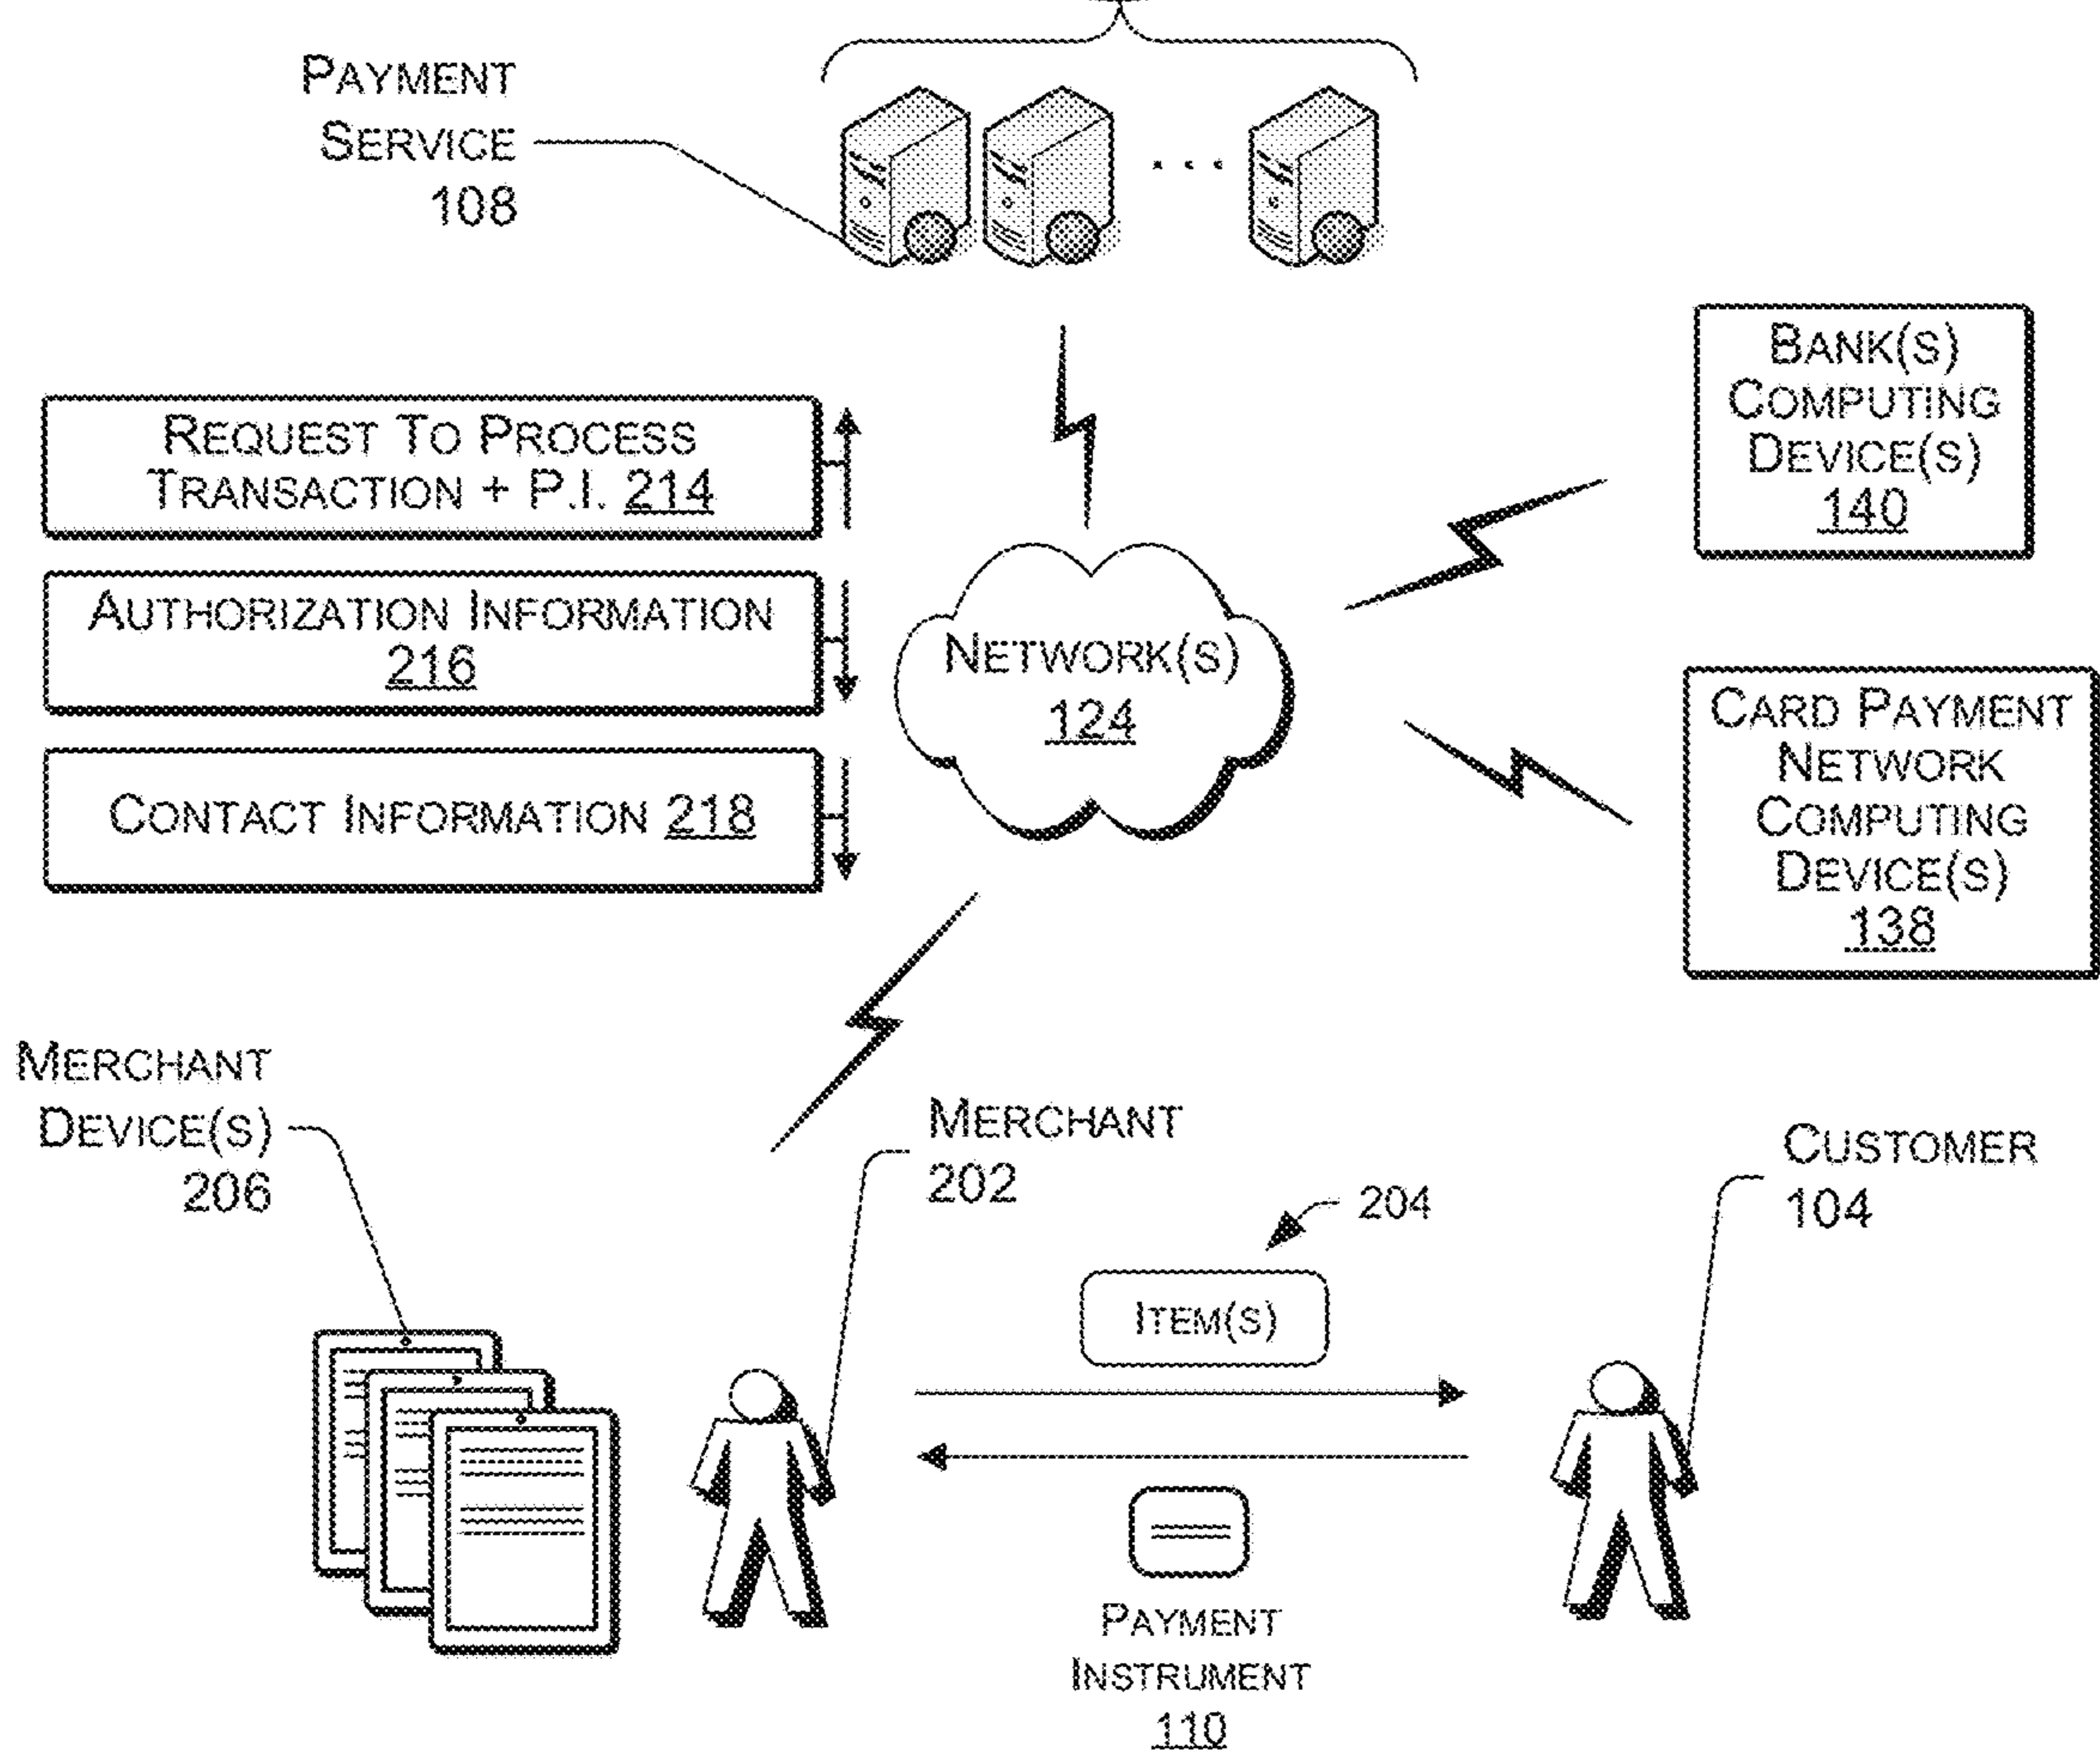 PAYMENT
SERVICE
108
BANK(S)
COMPUTING
DEVICE(S)
140
REQUEST TO PROCESS
TRANSACTION + P.I. 214
AUTHORIZATION INFORMATION
216
CONTACT INFORMATION 218
NETWORK(S)
124
CARD PAYMENT
NETWORK
COMPUTING
DEVICE(S)
138
MERCHANT
DEVICE(S)
206
MERCHANT
202
204
CUSTOMER
104
ITEM(S)
PAYMENT
INSTRUMENT
110